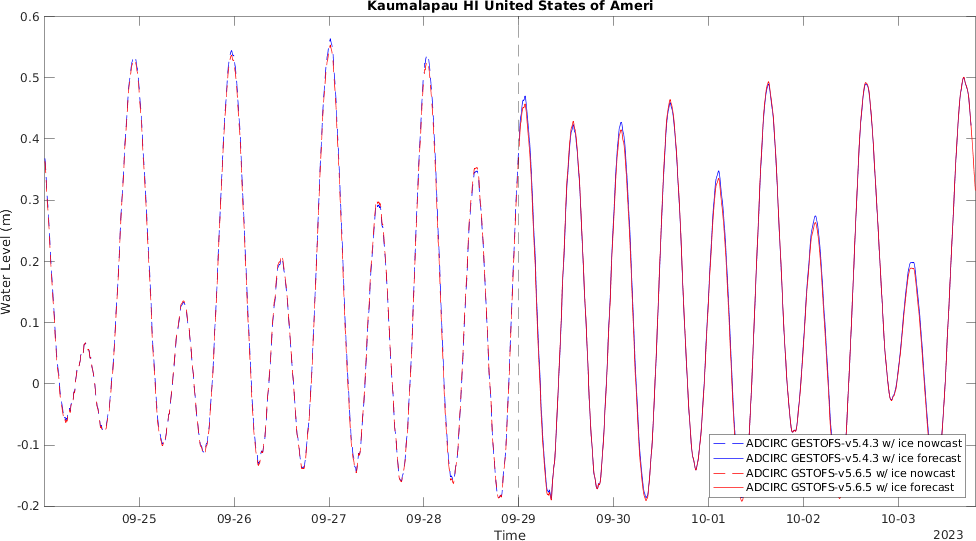 Kaumalapau HI United States of Ameri
0.6
0.5
0.4
0.3
0.2
0.1
0
-0.1
-0.2
Water Level (m)
ADCIRC GESTOFS-v5.4.3 w/ ice nowcast
ADCIRC GESTOFS-v5.4.3 w/ ice forecast
ADCIRC GSTOFS-v5.6.5 w/ ice nowcast
ADCIRC GSTOFS-v5.6.5 w/ ice forecast
09-25 09-26 09-27 09-28 09-29 09-30 10-01 10-02 10-03
Time
2023